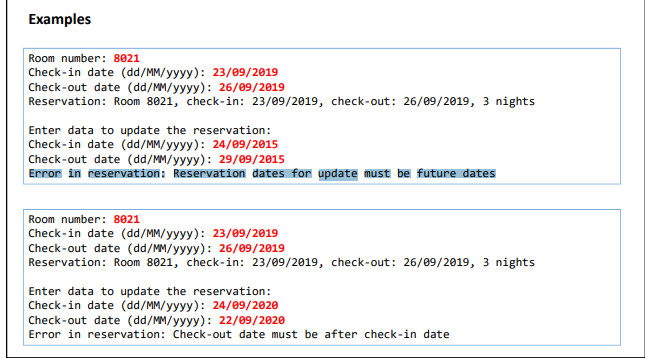 Examples
Room number: 8021
Check-in date (dd/MM/yyyy): 23/09/2019
Check-out date (dd/MM/yyyy): 26/09/2019
Reservation: Room 8021, check-in: 23/09/2019, check-out: 26/09/2019, 3 nights
Enter data to update the reservation:
Check-in date (dd/MM/yyyy): 24/09/2015
Check-out date (dd/MM/yyyy): 29/09/2015
Error in reservation: Reservation dates for update must be future dates
Room number: 8021
Check-in date (dd/MM/yyyy): 23/09/2019
Check-out date (dd/MM/yyyy): 26/09/2019
Reservation: Room 8021, check-in: 23/09/2019, check-out: 26/09/2019, 3 nights
Enter data to update the reservation:
Check-in date (dd/MM/yyyy): 24/09/2020
Check-out date (dd/MM/yyyy): 22/09/2020
Error in reservation: Check-out date must be after check-in date